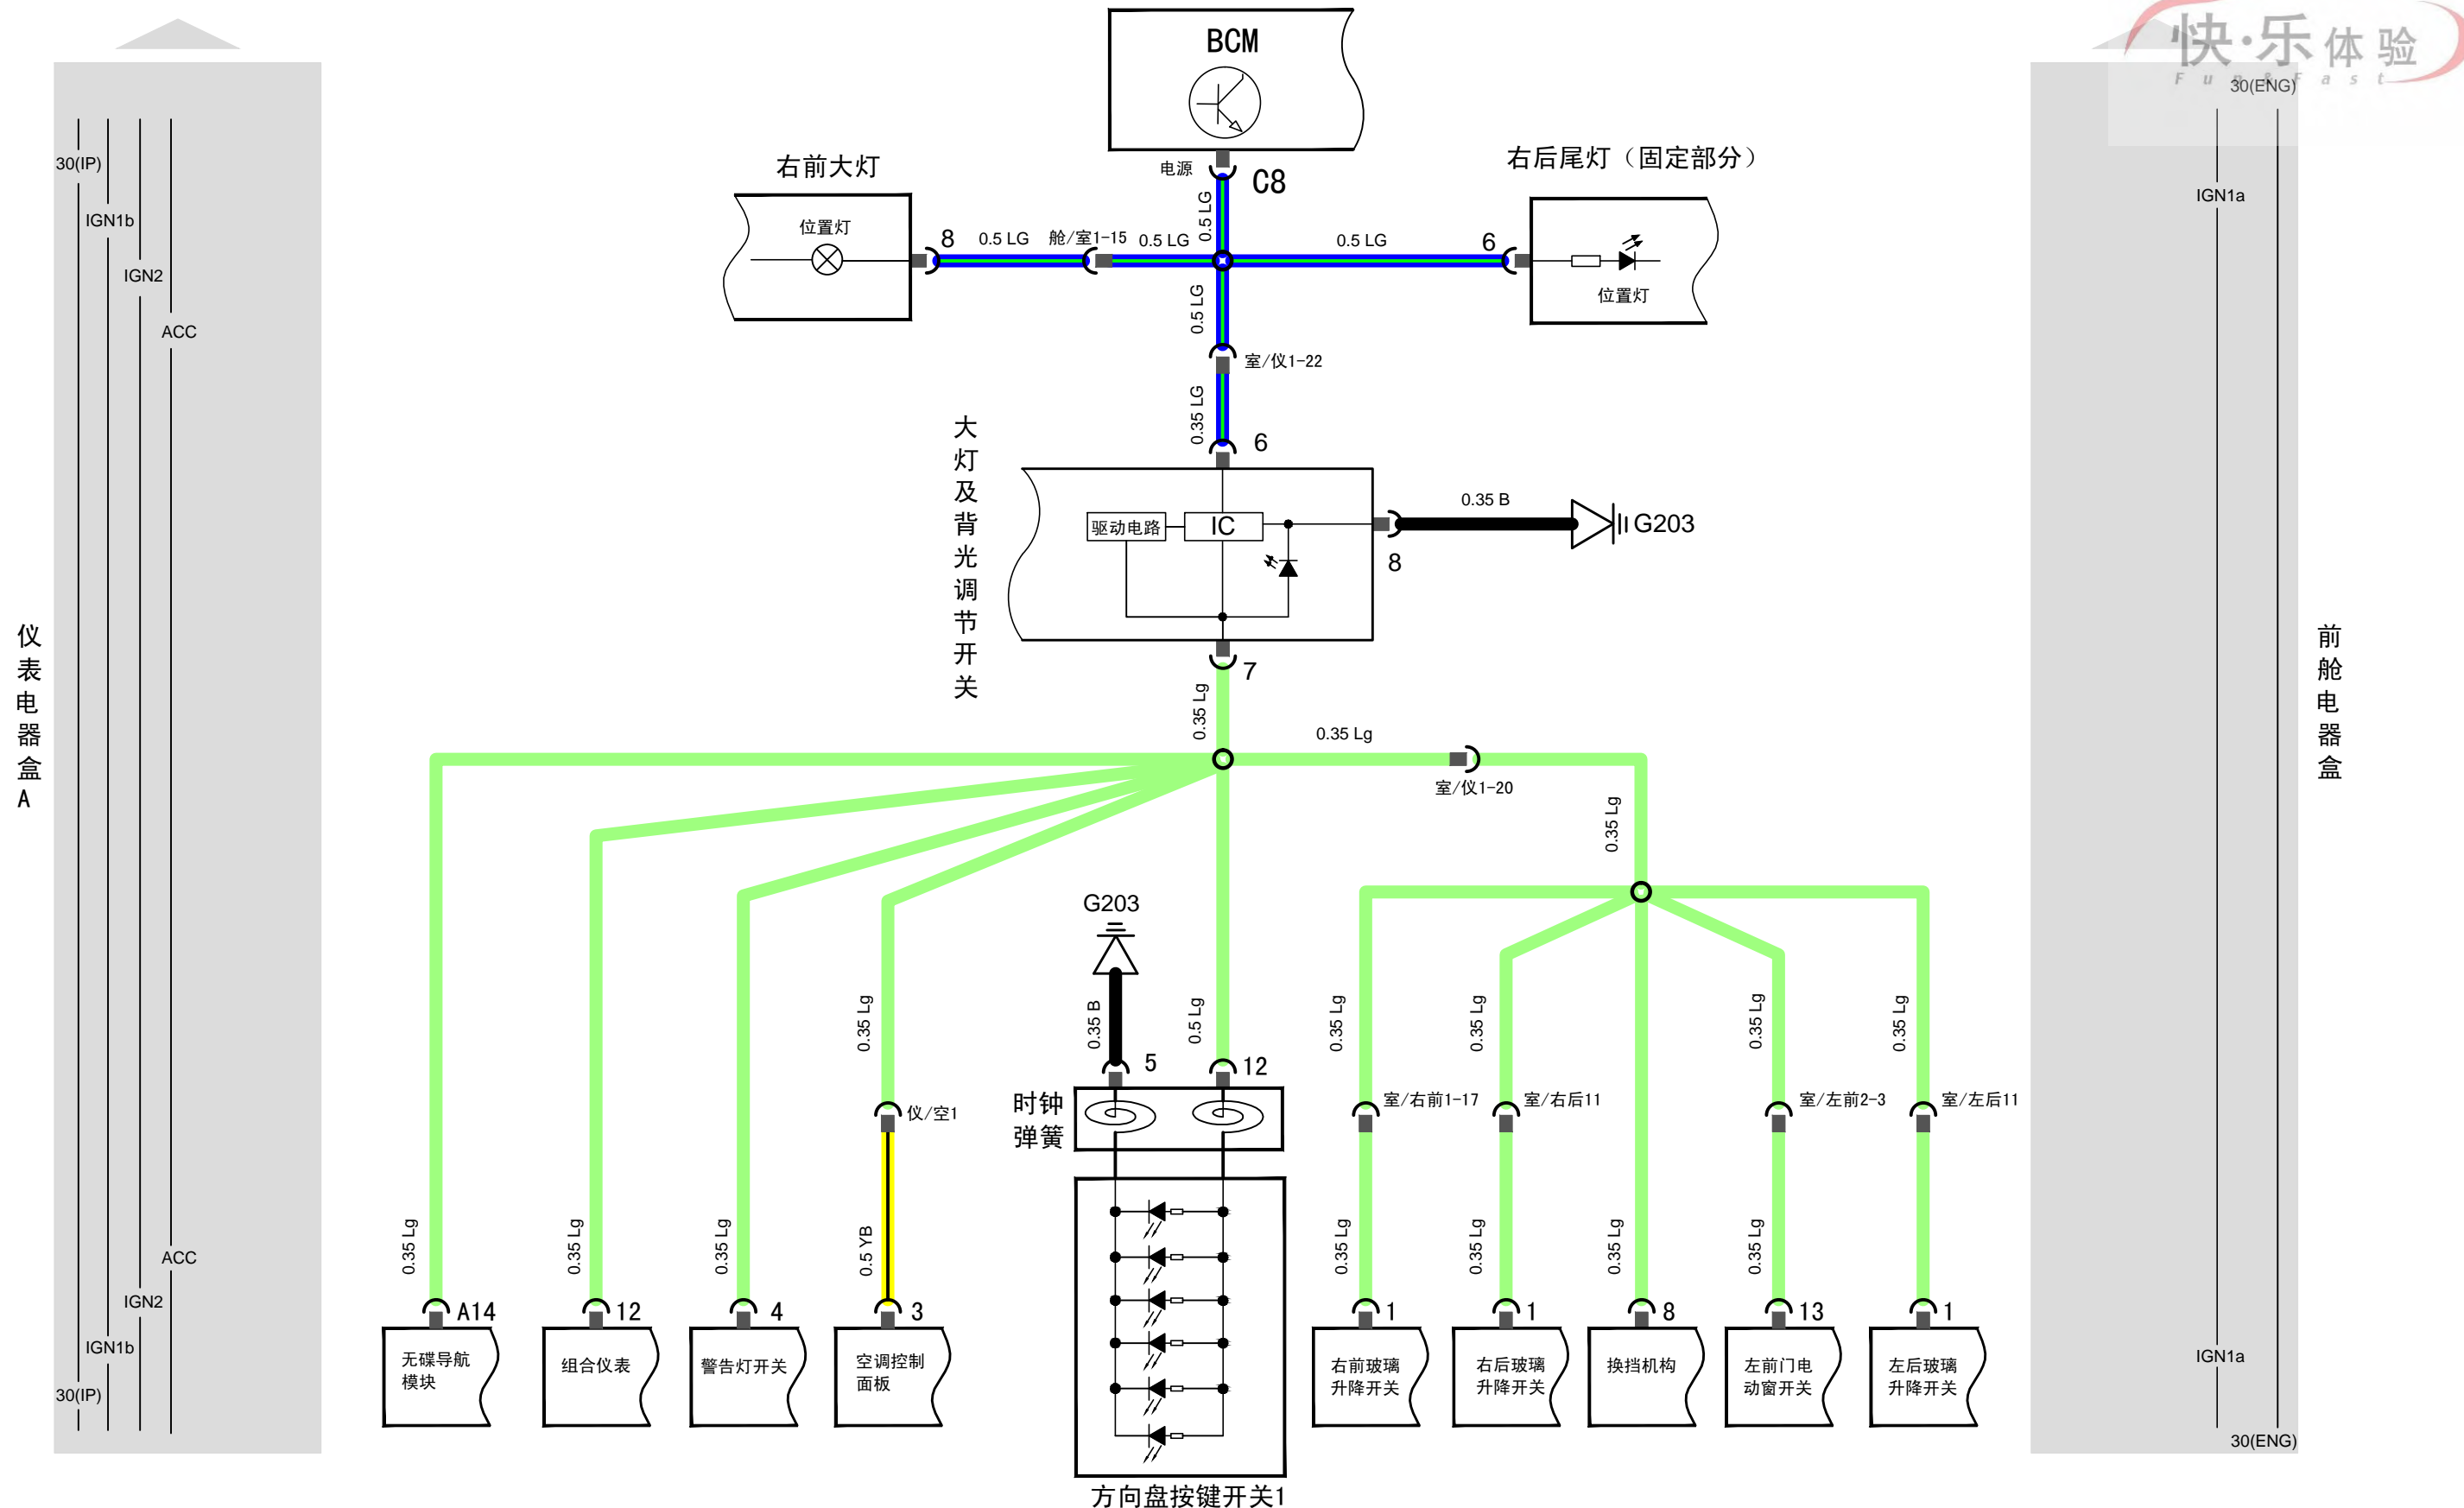 快·乐体验
Fun & Fast
BCM
电源
C8
右前大灯
位置灯
8
0.5 LG
舱/室1-15
0.5 LG
0.5 LG
0.5 LG
6
右后尾灯（固定部分）
位置灯
0.5 LG
室/仪1-22
0.35 LG
6
大灯及背光调节开关
驱动电路
IC
8
0.35 B
G203
7
0.35 Lg
0.35 Lg
室/仪1-20
0.35 Lg
30(IP)
IGN1b
IGN2
ACC
仪表电器盒A
ACC
IGN2
IGN1b
30(IP)
30(ENG)
IGN1a
前舱电器盒
IGN1a
30(ENG)
G203
0.35 B
5
0.5 Lg
12
时钟
弹簧
方向盘按键开关1
0.35 Lg
A14
无碟导航
模块
0.35 Lg
12
组合仪表
0.35 Lg
4
警告灯开关
0.35 Lg
仪/空1
0.5 YB
3
空调控制
面板
0.35 Lg
室/右前1-17
0.35 Lg
1
右前玻璃
升降开关
0.35 Lg
室/右后11
0.35 Lg
1
右后玻璃
升降开关
0.35 Lg
8
换挡机构
0.35 Lg
室/左前2-3
0.35 Lg
13
左前门电
动窗开关
0.35 Lg
室/左后11
1
左后玻璃
升降开关